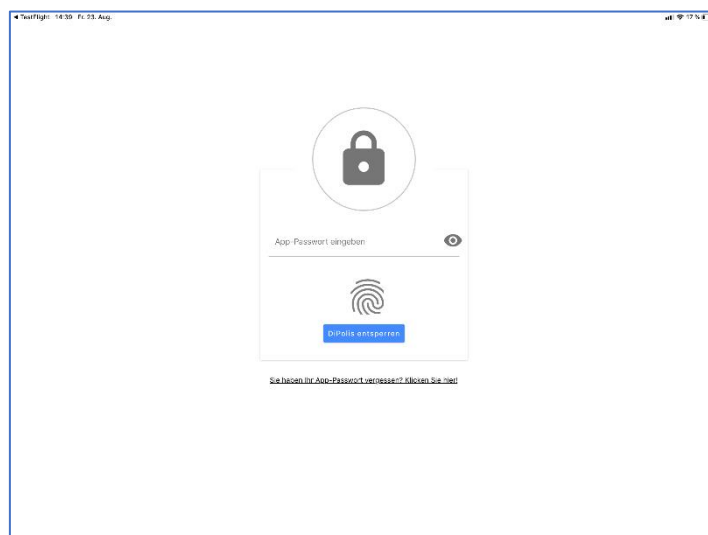 ◀ TestFlight 14:39 Fr. 23. Aug. 17 %
App-Passwort eingeben
DiPolis entsperren
Sie haben Ihr App-Passwort vergessen? Klicken Sie hier!